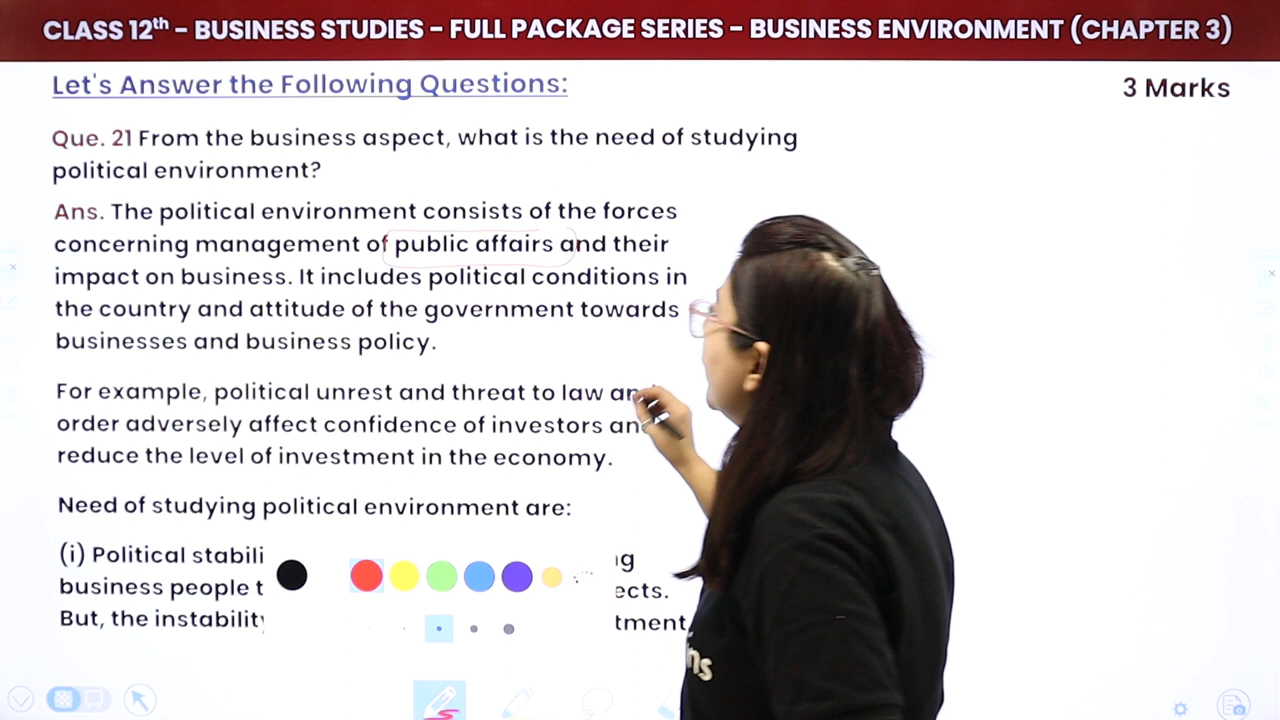 CLASS 12th - BUSINESS STUDIES - FULL PACKAGE SERIES - BUSINESS ENVIRONMENT (CHAPTER 3)
Let's Answer the Following Questions:
3 Marks
Que. 21 From the business aspect, what is the need of studying
political environment?
Ans. The political environment consists of the forces
concerning management of public affairs and their
impact on business. It includes political conditions in
the country and attitude of the government towards
businesses and business policy.
For example, political unrest and threat to law
order adversely affect confidence of investors
reduce the level of investment in the economy.
Need of studying political environment are:
(i) Political
business people
But, the